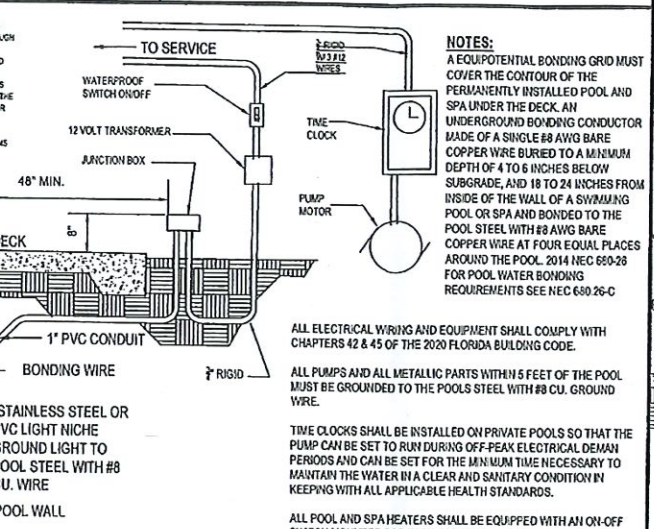 TO SERVICE
WATERPROOF
SWITCH ON/OFF
12 VOLT TRANSFORMER
JUNCTION BOX
48" MIN.
8"
ECK
1" PVC CONDUIT
BONDING WIRE
STAINLESS STEEL OR
VC LIGHT NICHE
GROUND LIGHT TO
POOL STEEL WITH #8
CU. WIRE
POOL WALL
W/3 #12
WIRES
TIME
CLOCK
PUMP
MOTOR
RIGID
NOTES:
A EQUIPOTENTIAL BONDING GRID MUST
COVER THE CONTOUR OF THE
PERMANENTLY INSTALLED POOL AND
SPA UNDER THE DECK. AN
UNDERGROUND BONDING CONDUCTOR
MADE OF A SINGLE #8 AWG BARE
COPPER WIRE BURIED TO A MINIMUM
DEPTH OF 4 TO 6 INCHES BELOW
SUBGRADE, AND 18 TO 24 INCHES FROM
INSIDE OF THE WALL OF A SWIMMING
POOL OR SPA AND BONDED TO THE
POOL STEEL WITH #8 AWG BARE
COPPER WIRE AT FOUR EQUAL PLACES
AROUND THE POOL. 2014 NEC 680-26
FOR POOL WATER BONDING
REQUIREMENTS SEE NEC 680.26-C
ALL ELECTRICAL WIRING AND EQUIPMENT SHALL COMPLY WITH
CHAPTERS 42 & 45 OF THE 2020 FLORIDA BUILDING CODE.
ALL PUMPS AND ALL METALLIC PARTS WITHIN 5 FEET OF THE POOL
MUST BE GROUNDED TO THE POOLS STEEL WITH #8 CU. GROUND
WIRE.
TIME CLOCKS SHALL BE INSTALLED ON PRIVATE POOLS SO THAT THE
PUMP CAN BE SET TO RUN DURING OFF-PEAK ELECTRICAL DEMAN
PERIODS AND CAN BE SET FOR THE MINIMUM TIME NECESSARY TO
MAINTAIN THE WATER IN A CLEAR AND SANITARY CONDITION IN
KEEPING WITH ALL APPLICABLE HEALTH STANDARDS.
ALL POOL AND SPA HEATERS SHALL BE EQUIPPED WITH AN ON-OFF